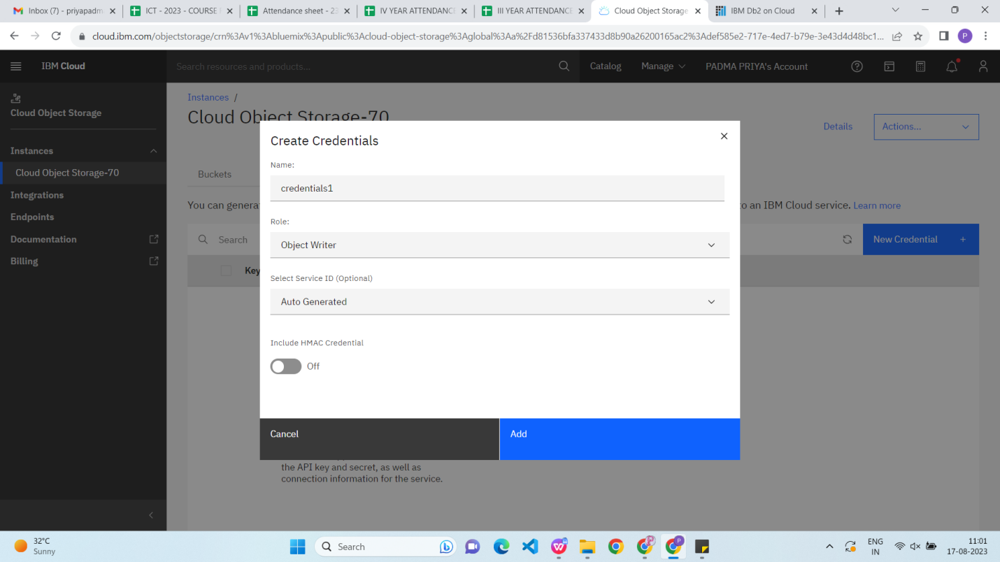 Inbox (7) - priyapadm
ICT - 2023 - COURSE
Attendance sheet - 23
IV YEAR ATTENDANCE
III YEAR ATTENDANCE
Cloud Object Storage
IBM Db2 on Cloud
cloud.ibm.com/objectstorage/crn%3Av1%3Abluemix%3Apublic%3Acloud-object-storage%3Aglobal%3Aa%2Fd81536bfa337433d8b90a26200165ac2%3Adef585e2-717e-4ed7-b79e-3e43d4d48bc1...
P
IBM Cloud
Search resources and products...
Catalog
Manage
PADMA PRIYA's Account
Cloud Object Storage
Instances
Cloud Object Storage-70
Integrations
Endpoints
Documentation
Billing
Instances /
Cloud Object Storage-70
Details
Actions...
Buckets
You can genera
o an IBM Cloud service. Learn more
Search
New Credential +
Key
Create Credentials
Name:
credentials1
Role:
Object Writer
Select Service ID (Optional)
Auto Generated
Include HMAC Credential
Off
Cancel
Add
the API key and secret, as well as
connection information for the service.
32°C
Sunny
Search
ENG
IN
11:01
17-08-2023